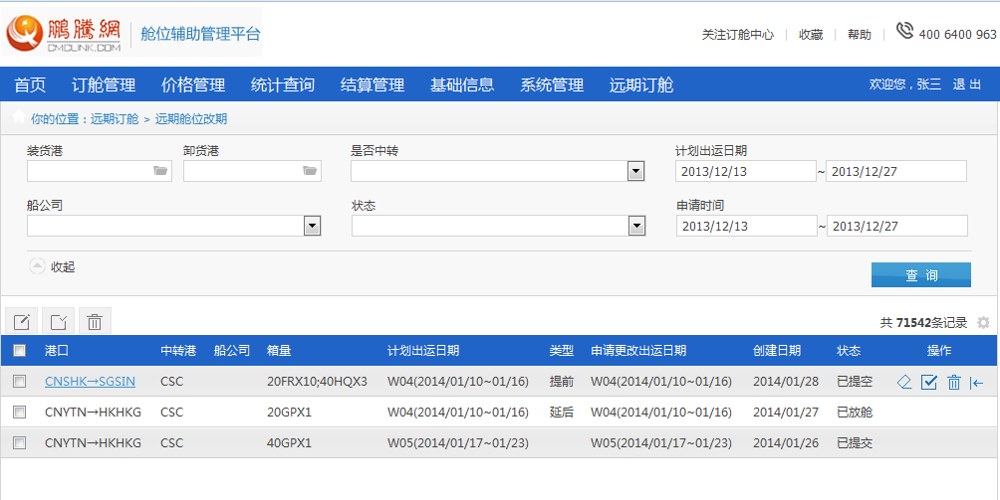 鹏腾網 CMCLINK.COM 舱位辅助管理平台 关注订舱中心 收藏 帮助 400 6400 963
首页 订舱管理 价格管理 统计查询 结算管理 基础信息 系统管理 远期订舱 欢迎您，张三 退 出
你的位置：远期订舱 > 远期舱位改期
装货港 卸货港 是否中转 计划出运日期
2013/12/13 ~ 2013/12/27
船公司 状态 申请时间
2013/12/13 ~ 2013/12/27
收起 查 询
共 71542条记录
港口 中转港 船公司 箱量 计划出运日期 类型 申请更改出运日期 创建日期 状态 操作
CNSHK→SGSIN CSC 20FRX10;40HQX3 W04(2014/01/10~01/16) 提前 W04(2014/01/10~01/16) 2014/01/28 已提空
CNYTN→HKHKG CSC 20GPX1 W04(2014/01/10~01/16) 延后 W04(2014/01/10~01/16) 2014/01/27 已放舱
CNYTN→HKHKG CSC 40GPX1 W05(2014/01/17~01/23) W05(2014/01/17~01/23) 2014/01/26 已提交